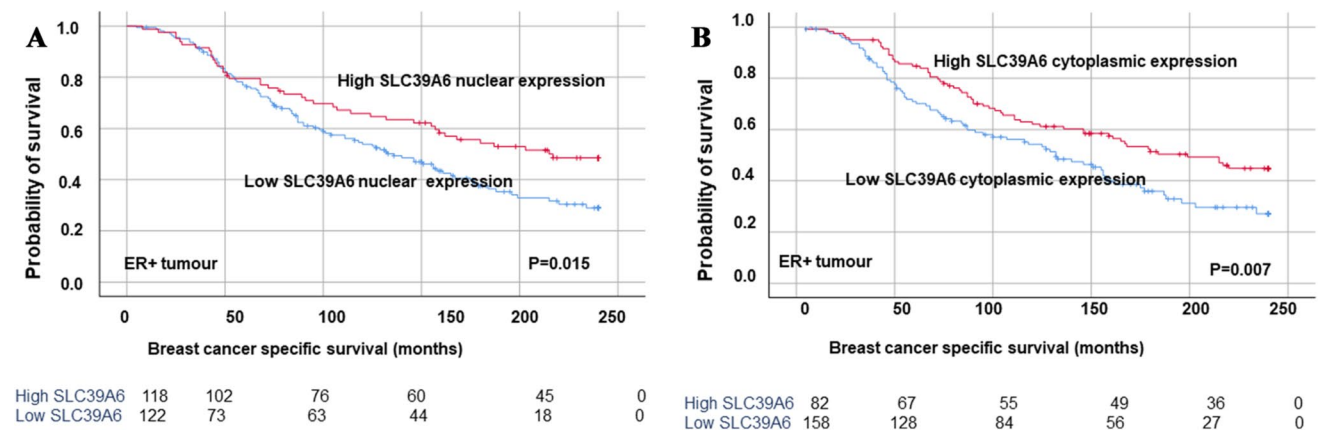 A
1.0
0.8
0.6
0.4
0.2
0.0
Probability of survival
High SLC39A6 nuclear expression
Low SLC39A6 nuclear expression
ER+ tumour
P=0.015
0 50 100 150 200 250
Breast cancer specific survival (months)
High SLC39A6 118 102 76 60 45 0
Low SLC39A6 122 73 63 44 18 0
B
1.0
0.8
0.6
0.4
0.2
0.0
Probability of survival
High SLC39A6 cytoplasmic expression
Low SLC39A6 cytoplasmic expression
ER+ tumour
P=0.007
0 50 100 150 200 250
Breast cancer specific survival (months)
High SLC39A6 82 67 55 49 36 0
Low SLC39A6 158 128 84 56 27 0